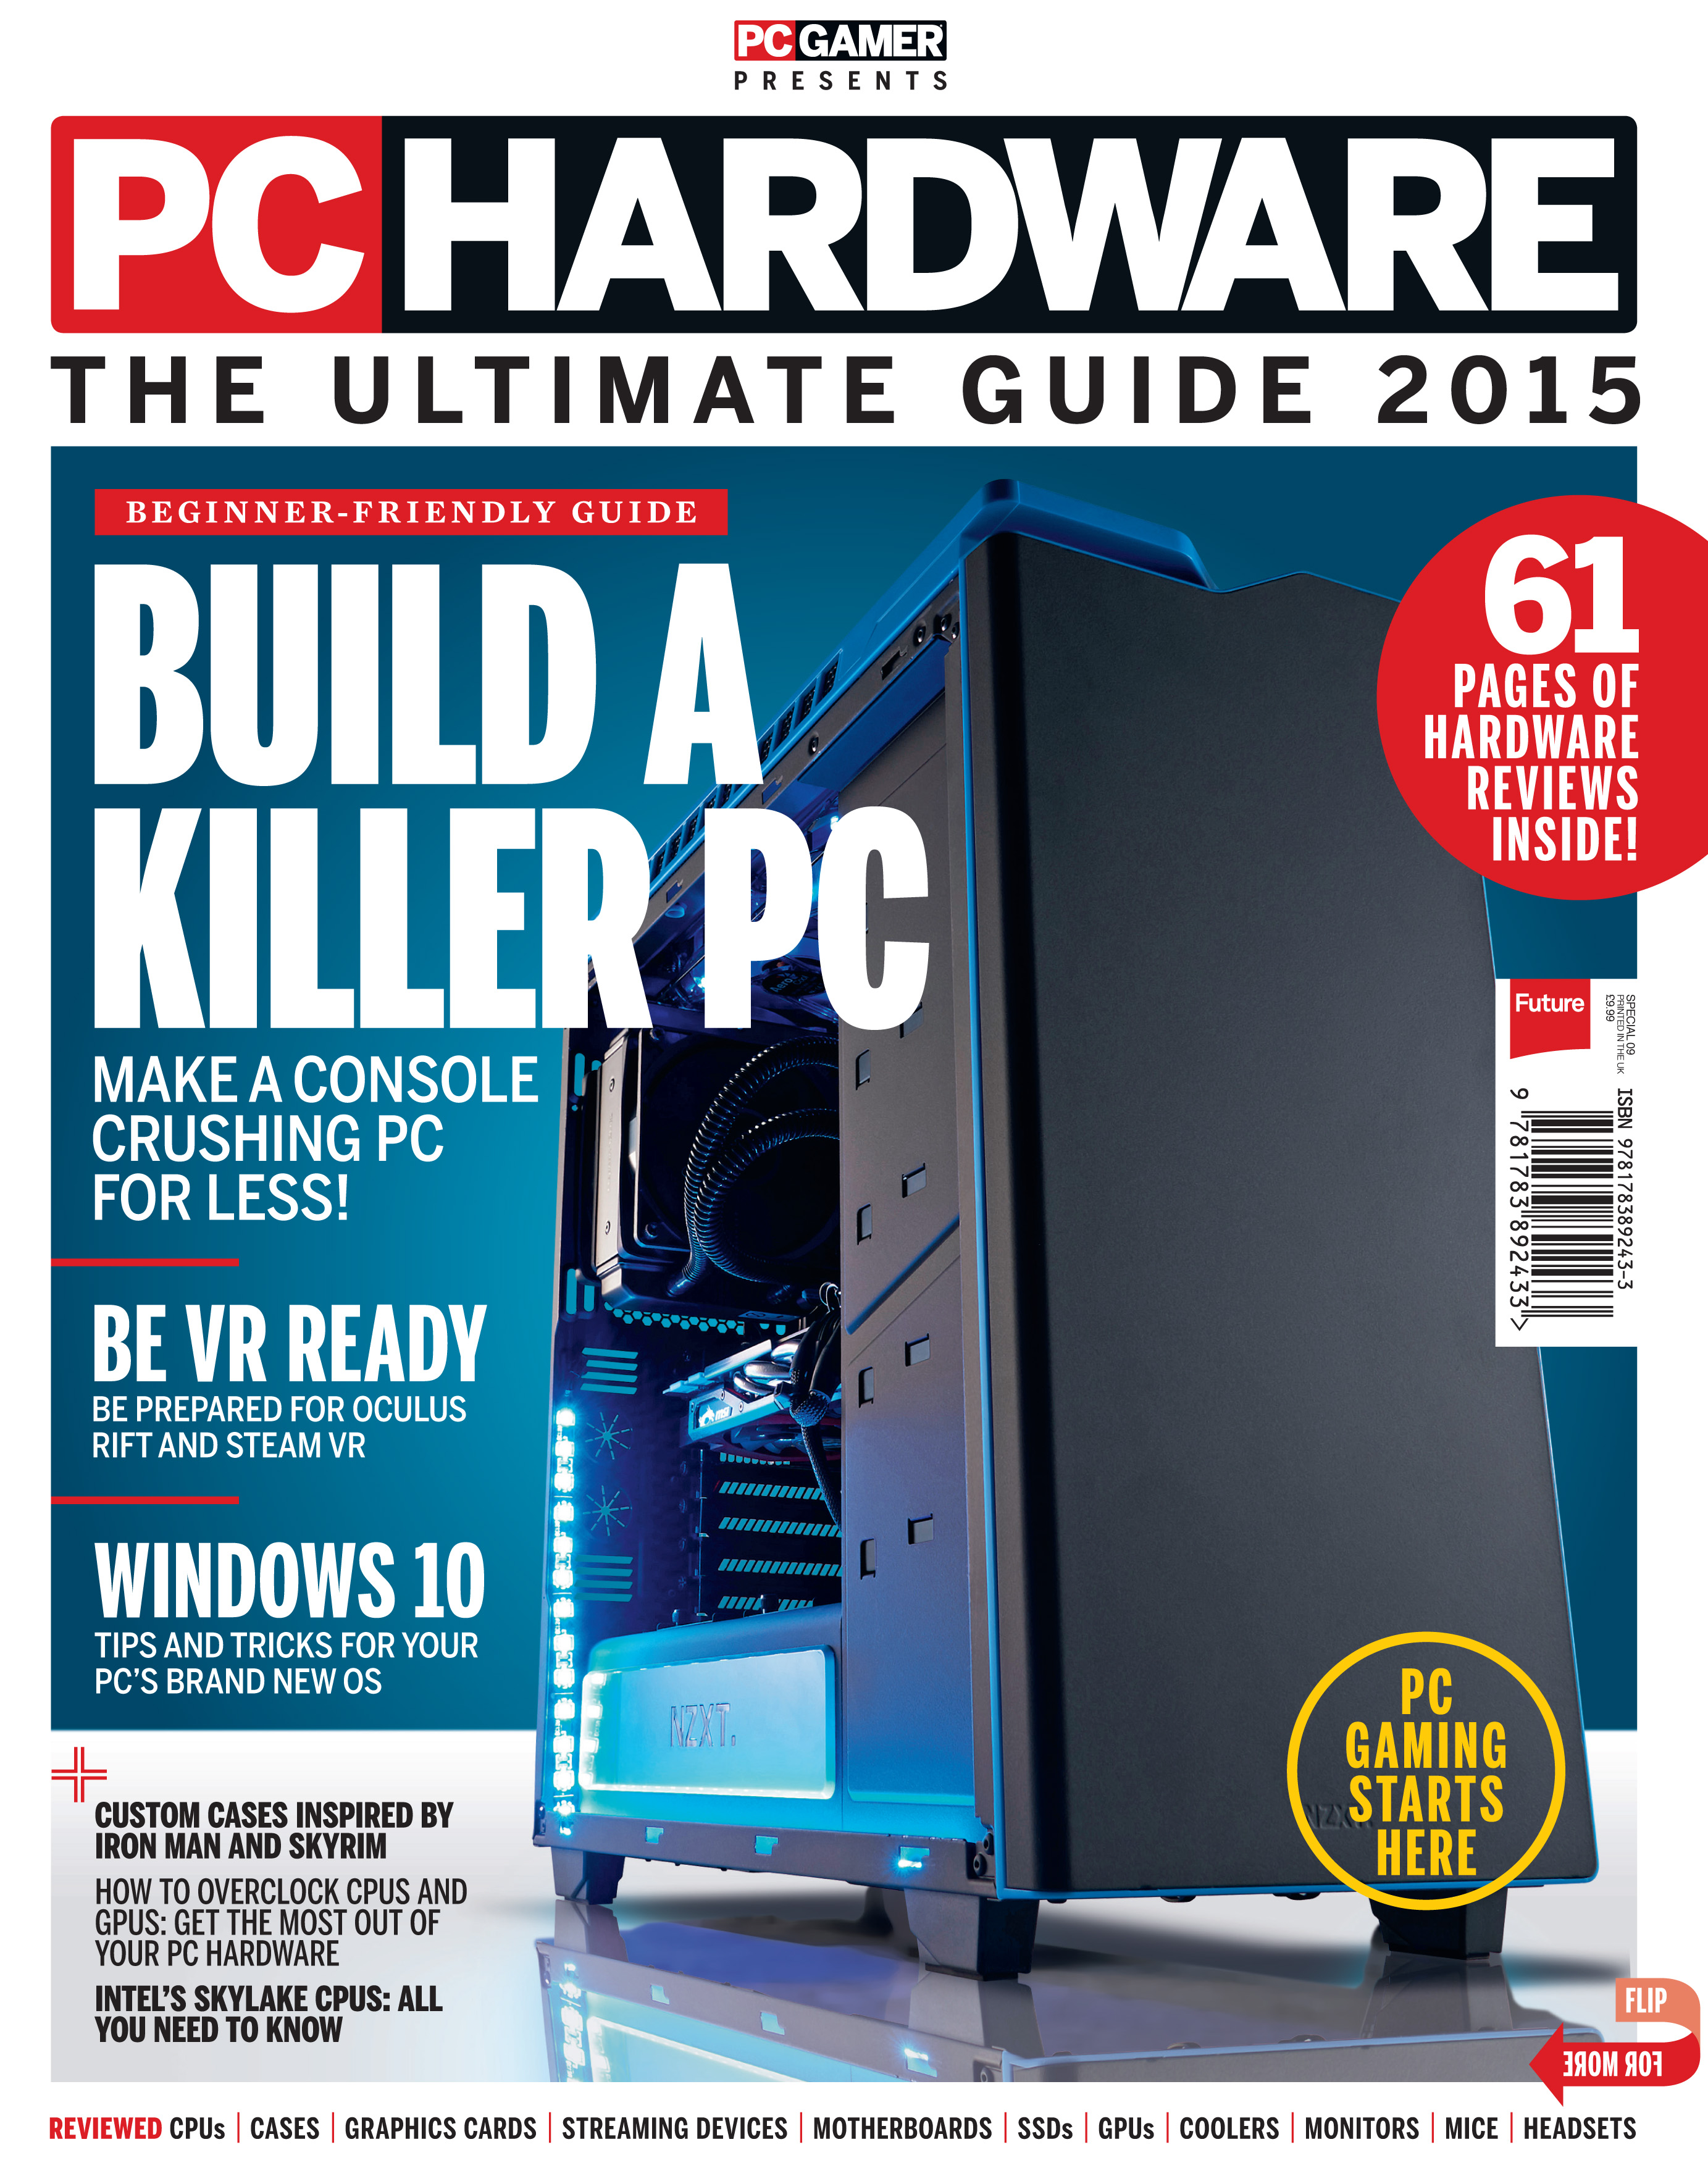 PC GAMER
PRESENTS
PC HARDWARE
THE ULTIMATE GUIDE 2015
BEGINNER-FRIENDLY GUIDE
BUILD A
KILLER PC
MAKE A CONSOLE
CRUSHING PC
FOR LESS!
BE VR READY
BE PREPARED FOR OCULUS
RIFT AND STEAM VR
WINDOWS 10
TIPS AND TRICKS FOR YOUR
PC'S BRAND NEW OS
CUSTOM CASES INSPIRED BY
IRON MAN AND SKYRIM
HOW TO OVERCLOCK CPUS AND
GPUS: GET THE MOST OUT OF
YOUR PC HARDWARE
INTEL'S SKYLAKE CPUS: ALL
YOU NEED TO KNOW
61
PAGES OF
HARDWARE
REVIEWS
INSIDE!
Future
SPECIAL 09
PRINTED IN THE UK
£9.99
ISBN 9781783892433-3
9 781783 892433>
msi
NZXT.
PC
GAMING
STARTS
HERE
FLIP
FOR MORE
REVIEWED CPUs | CASES | GRAPHICS CARDS | STREAMING DEVICES | MOTHERBOARDS | SSDs | GPUs | COOLERS | MONITORS | MICE | HEADSETS